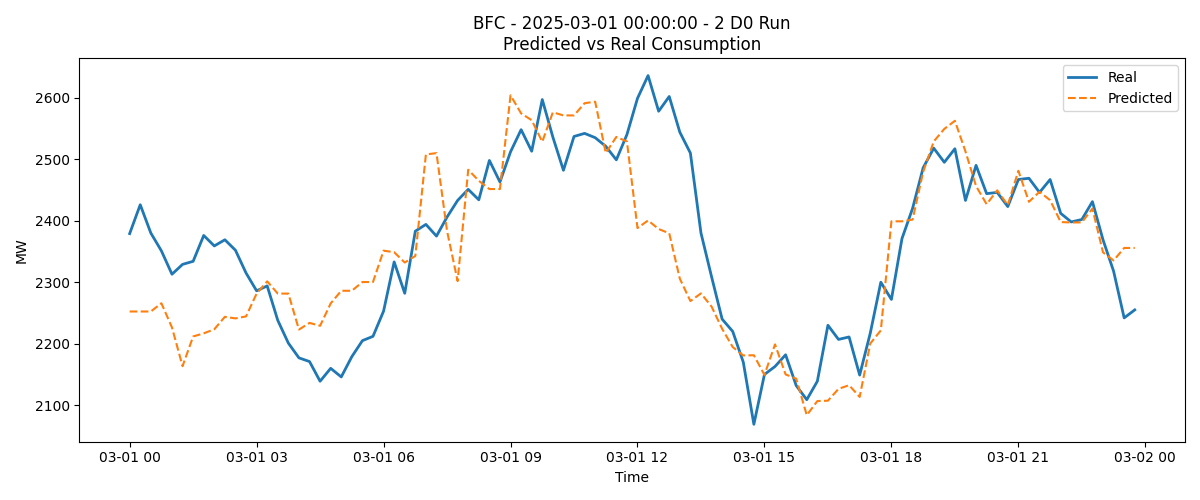 BFC - 2025-03-01 00:00:00 - 2 D0 Run
Predicted vs Real Consumption
Real
Predicted
MW
2600
2500
2400
2300
2200
2100
03-01 00
03-01 03
03-01 06
03-01 09
03-01 12
03-01 15
03-01 18
03-01 21
03-02 00
Time